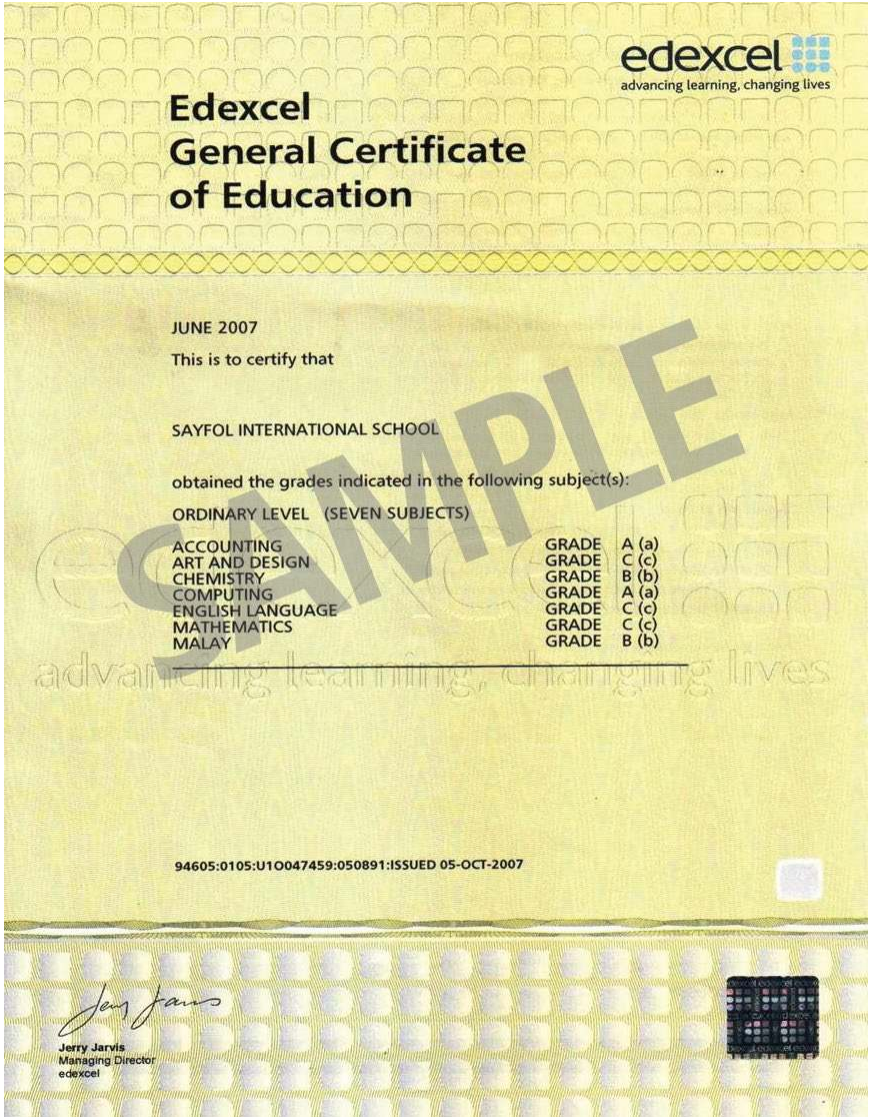 edexcel
advancing learning, changing lives
Edexcel
General Certificate
of Education
JUNE 2007
This is to certify that
SAYFOL INTERNATIONAL SCHOOL
obtained the grades indicated in the following subject(s):
ORDINARY LEVEL (SEVEN SUBJECTS)
ACCOUNTING GRADE A (a)
ART AND DESIGN GRADE C (c)
CHEMISTRY GRADE B (b)
COMPUTING GRADE A (a)
ENGLISH LANGUAGE GRADE C (c)
MATHEMATICS GRADE C (c)
MALAY GRADE B (b)
SAMPLE
edexcel
advancing learning, changing lives
94605:0105:U1O047459:050891:ISSUED 05-OCT-2007
Jerry Jarvis
Jerry Jarvis
Managing Director
edexcel